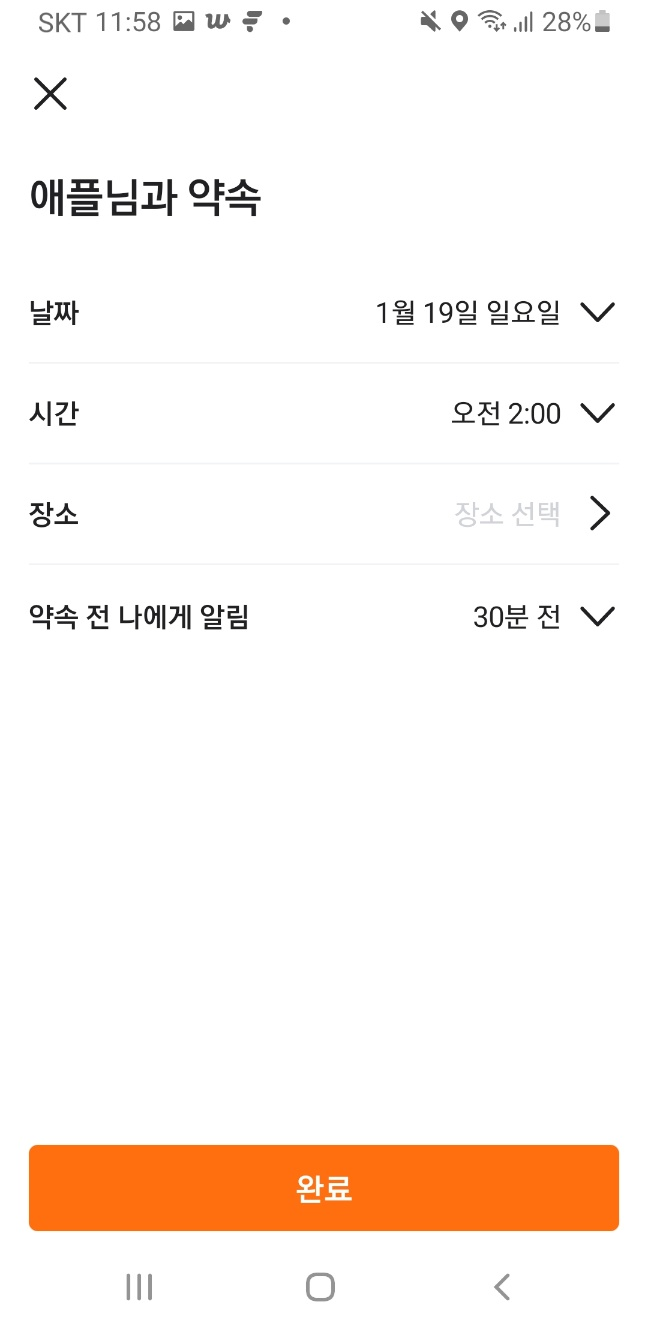 SKT 11:58 28%
애플님과 약속
날짜 1월 19일 일요일
시간 오전 2:00
장소 장소 선택
약속 전 나에게 알림 30분 전
완료